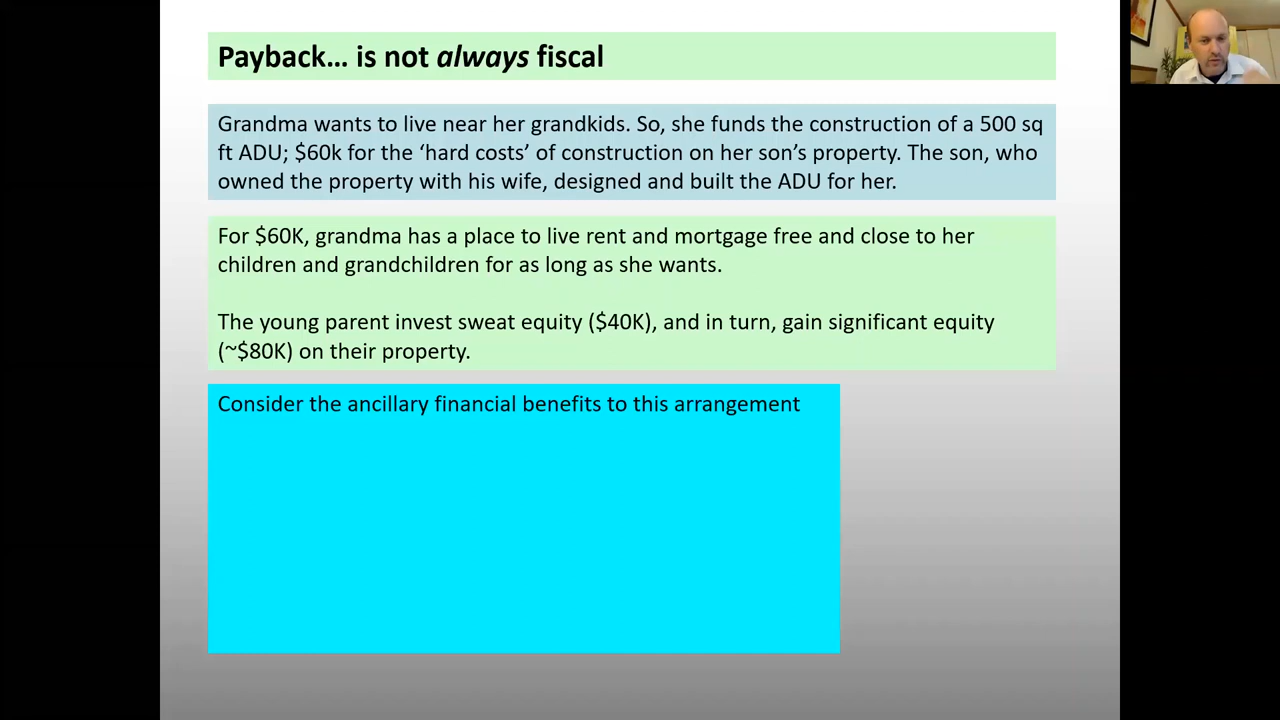 Payback... is not always fiscal
Grandma wants to live near her grandkids. So, she funds the construction of a 500 sq
ft ADU; $60k for the ‘hard costs’ of construction on her son’s property. The son, who
owned the property with his wife, designed and built the ADU for her.
For $60K, grandma has a place to live rent and mortgage free and close to her
children and grandchildren for as long as she wants.
The young parent invest sweat equity ($40K), and in turn, gain significant equity
(~$80K) on their property.
Consider the ancillary financial benefits to this arrangement